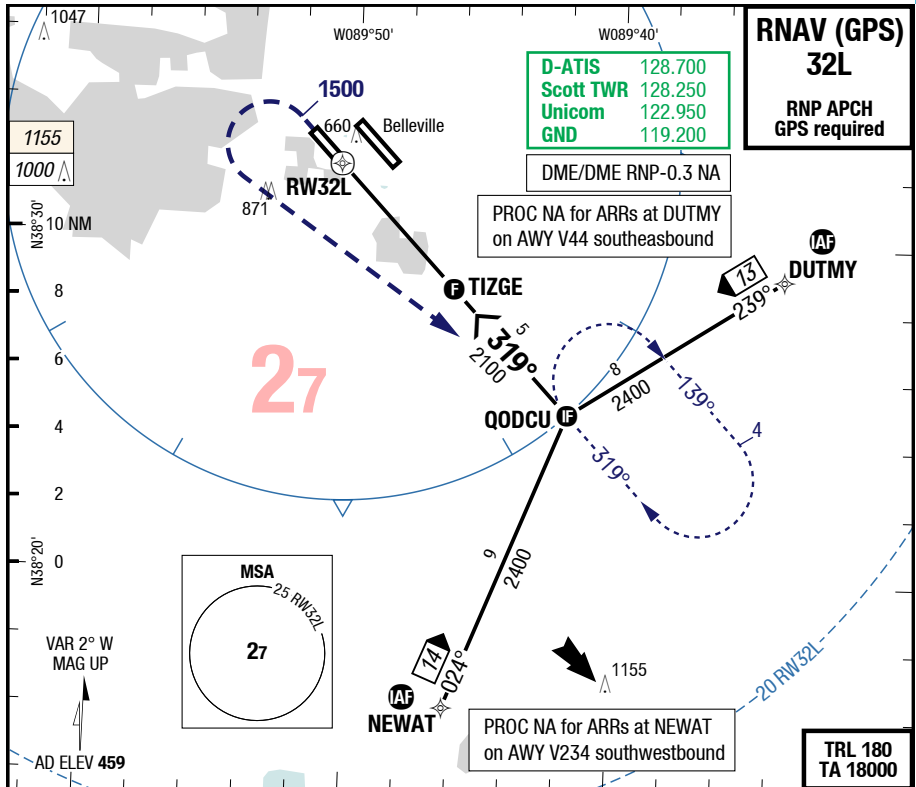 1047
W089°50'
W089°40'
RNAV (GPS)
32L
RNP APCH
GPS required
D-ATIS 128.700
Scott TWR 128.250
Unicom 122.950
GND 119.200
1500
660
Belleville
1155
1000
RW32L
DME/DME RNP-0.3 NA
871
PROC NA for ARRs at DUTMY
on AWY V44 southeasbound
N38°30'
10 NM
IAF
DUTMY
13
239°
8
F TIZGE
5
319°
2100
27
6
8
2400
139°
QODCU IF
4
4
319°
2
N38°20'
0
9
2400
MSA
25 RW32L
27
VAR 2° W
MAG UP
14
024°
1155
20 RW32L
IAF
NEWAT
PROC NA for ARRs at NEWAT
on AWY V234 southwestbound
AD ELEV 459
TRL 180
TA 18000